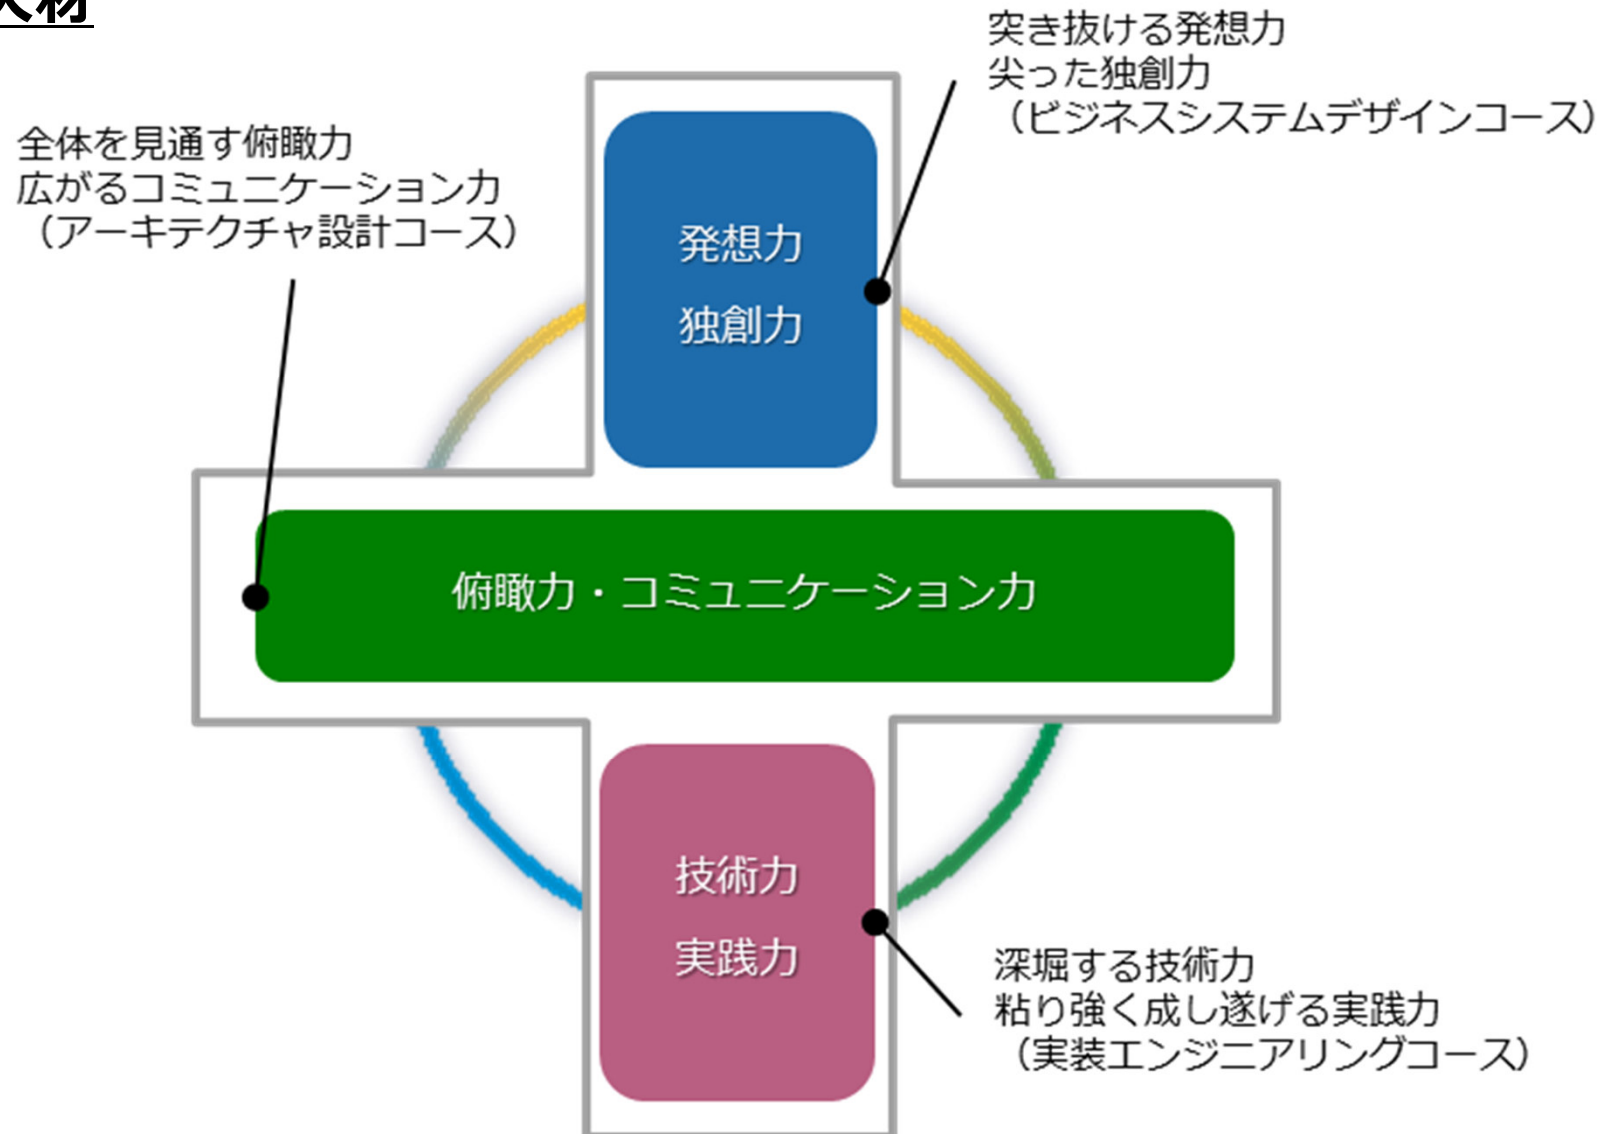 人材
突き抜ける発想力
尖った独創力
（ビジネスシステムデザインコース）
全体を見通す俯瞰力
広がるコミュニケーション力
（アーキテクチャ設計コース）
発想力
独創力
俯瞰力・コミュニケーション力
技術力
実践力
深堀する技術力
粘り強く成し遂げる実践力
（実装エンジニアリングコース）